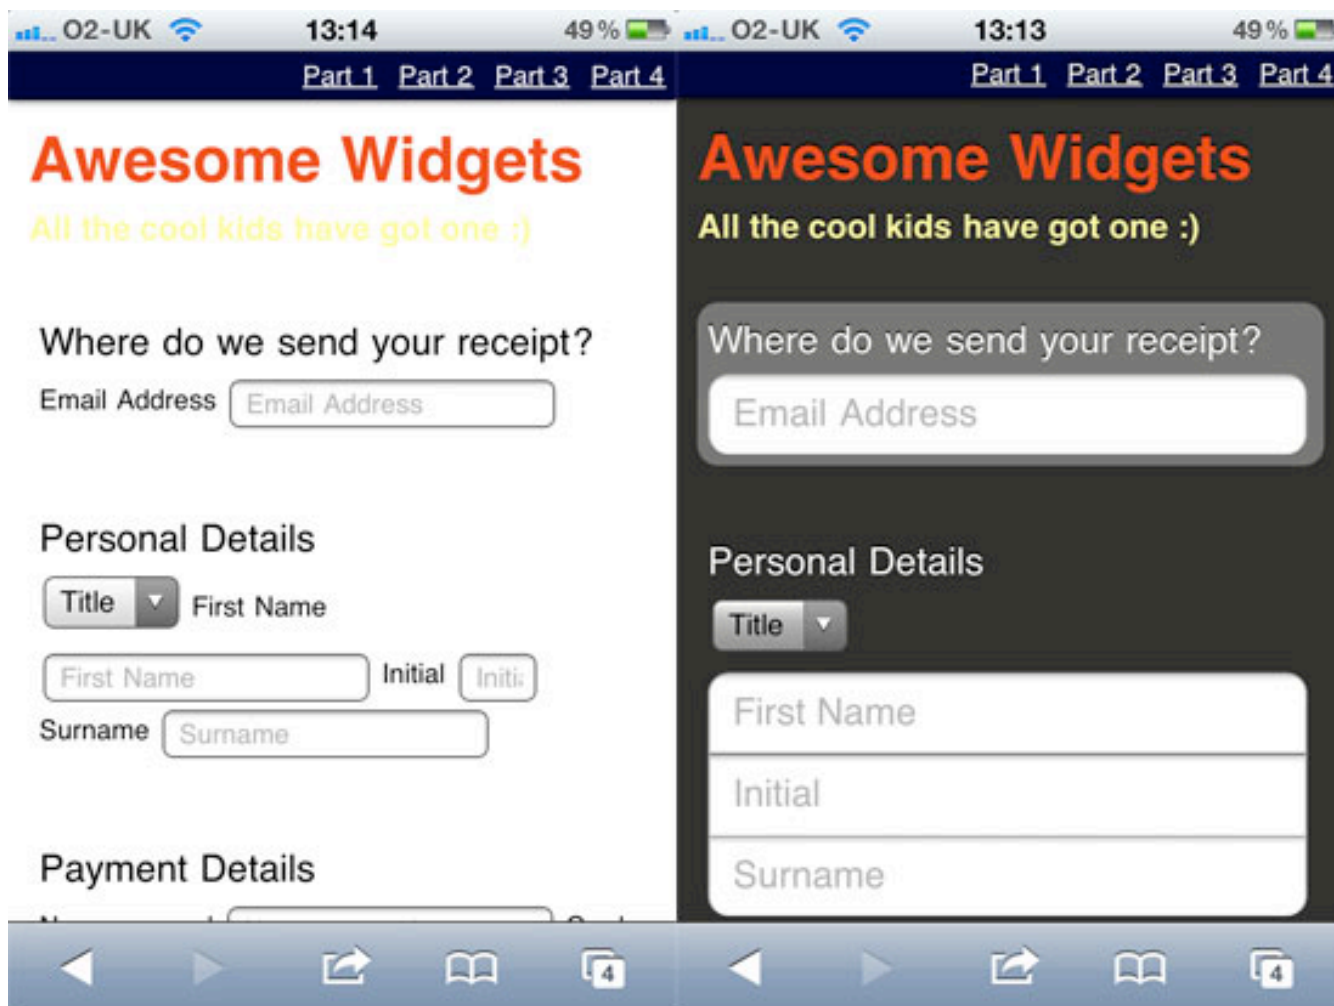 O2-UK 13:14 49%
Part 1 Part 2 Part 3 Part 4
Awesome Widgets
All the cool kids have got one :)
Where do we send your receipt?
Email Address Email Address
Personal Details
Title First Name
First Name Initial Initi
Surname Surname
Payment Details
4
O2-UK 13:13 49%
Part 1 Part 2 Part 3 Part 4
Awesome Widgets
All the cool kids have got one :)
Where do we send your receipt?
Email Address
Personal Details
Title
First Name
Initial
Surname
4